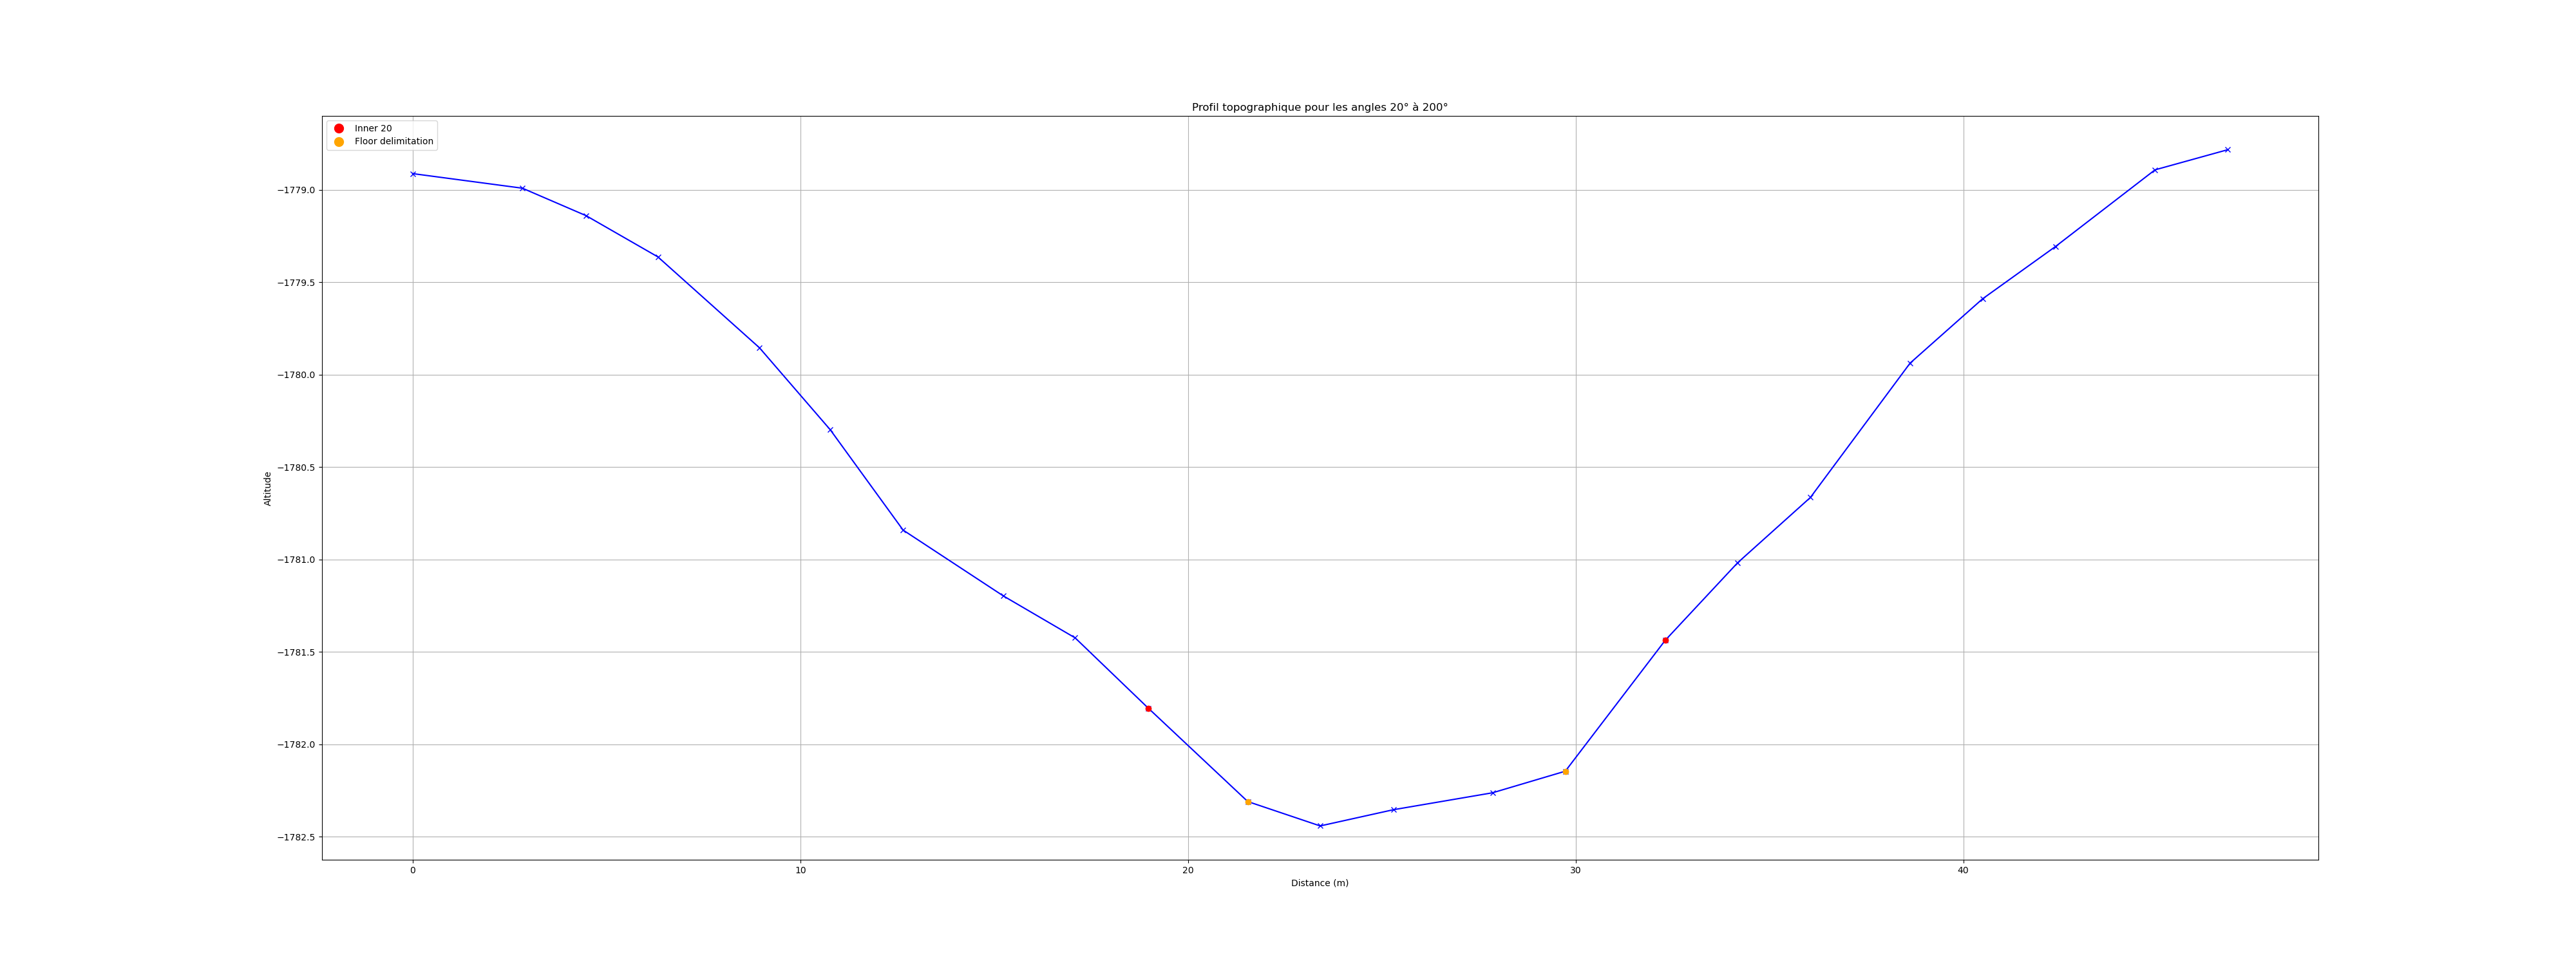 Profil topographique pour les angles 20° à 200°
Inner 20
Floor delimitation
−1779.0
−1779.5
−1780.0
−1780.5
−1781.0
−1781.5
−1782.0
−1782.5
Altitude
0 10 20 30 40
Distance (m)